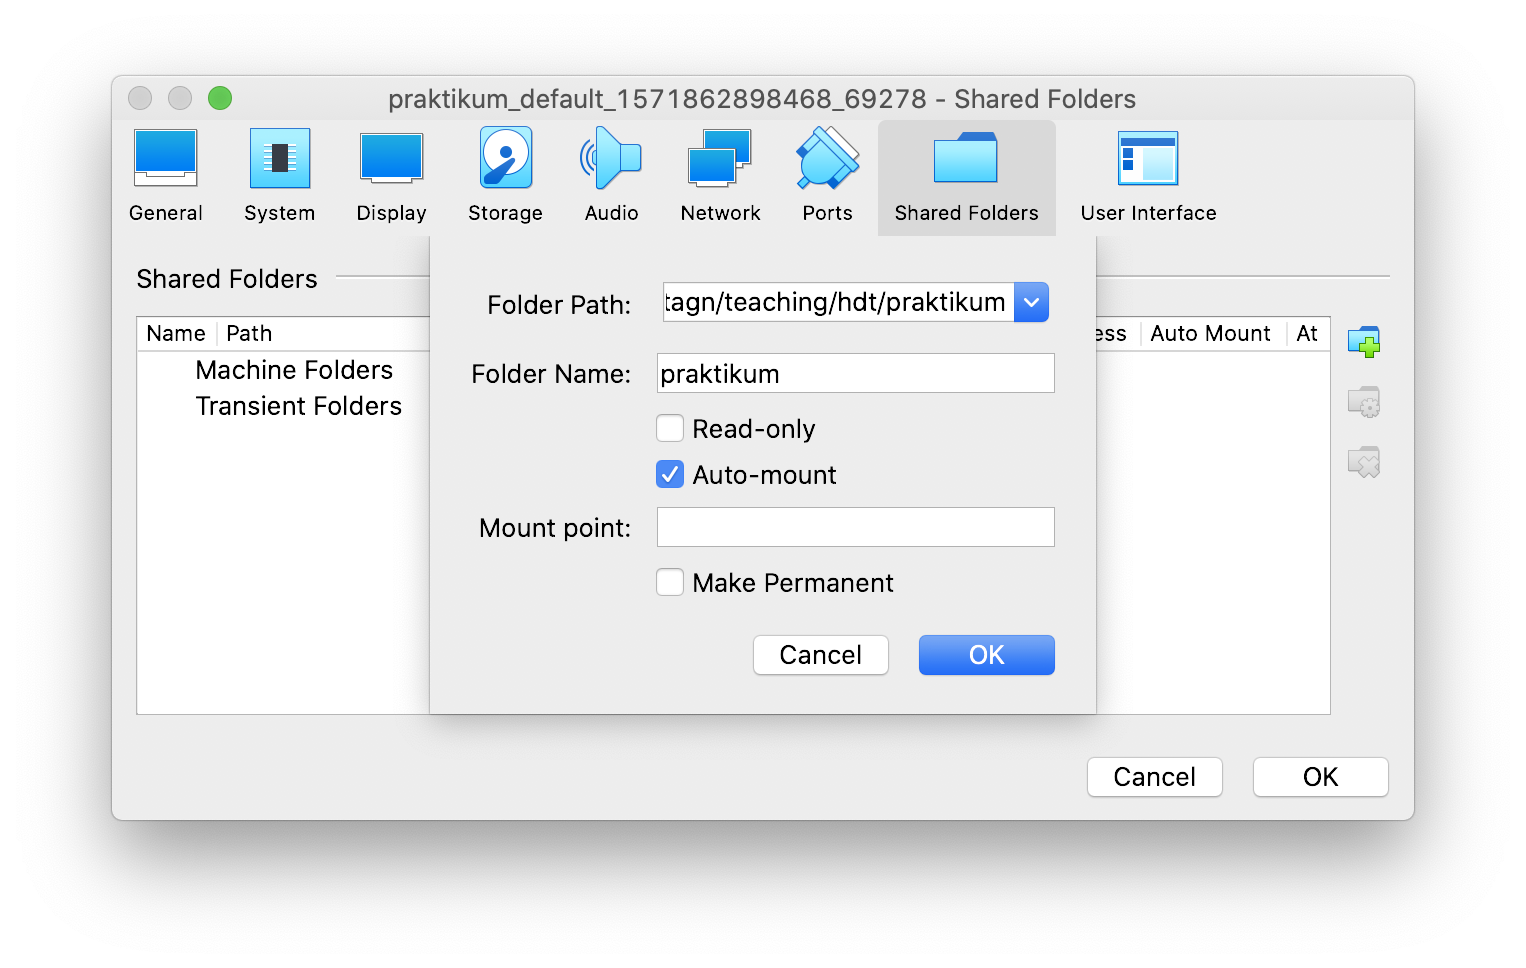 praktikum_default_1571862898468_69278 - Shared Folders
General System Display Storage Audio Network Ports Shared Folders User Interface
Shared Folders
Folder Path: tagn/teaching/hdt/praktikum
Name Path ess Auto Mount At
Machine Folders
Folder Name: praktikum
Transient Folders
Read-only
Auto-mount
Mount point:
Make Permanent
Cancel OK
Cancel OK